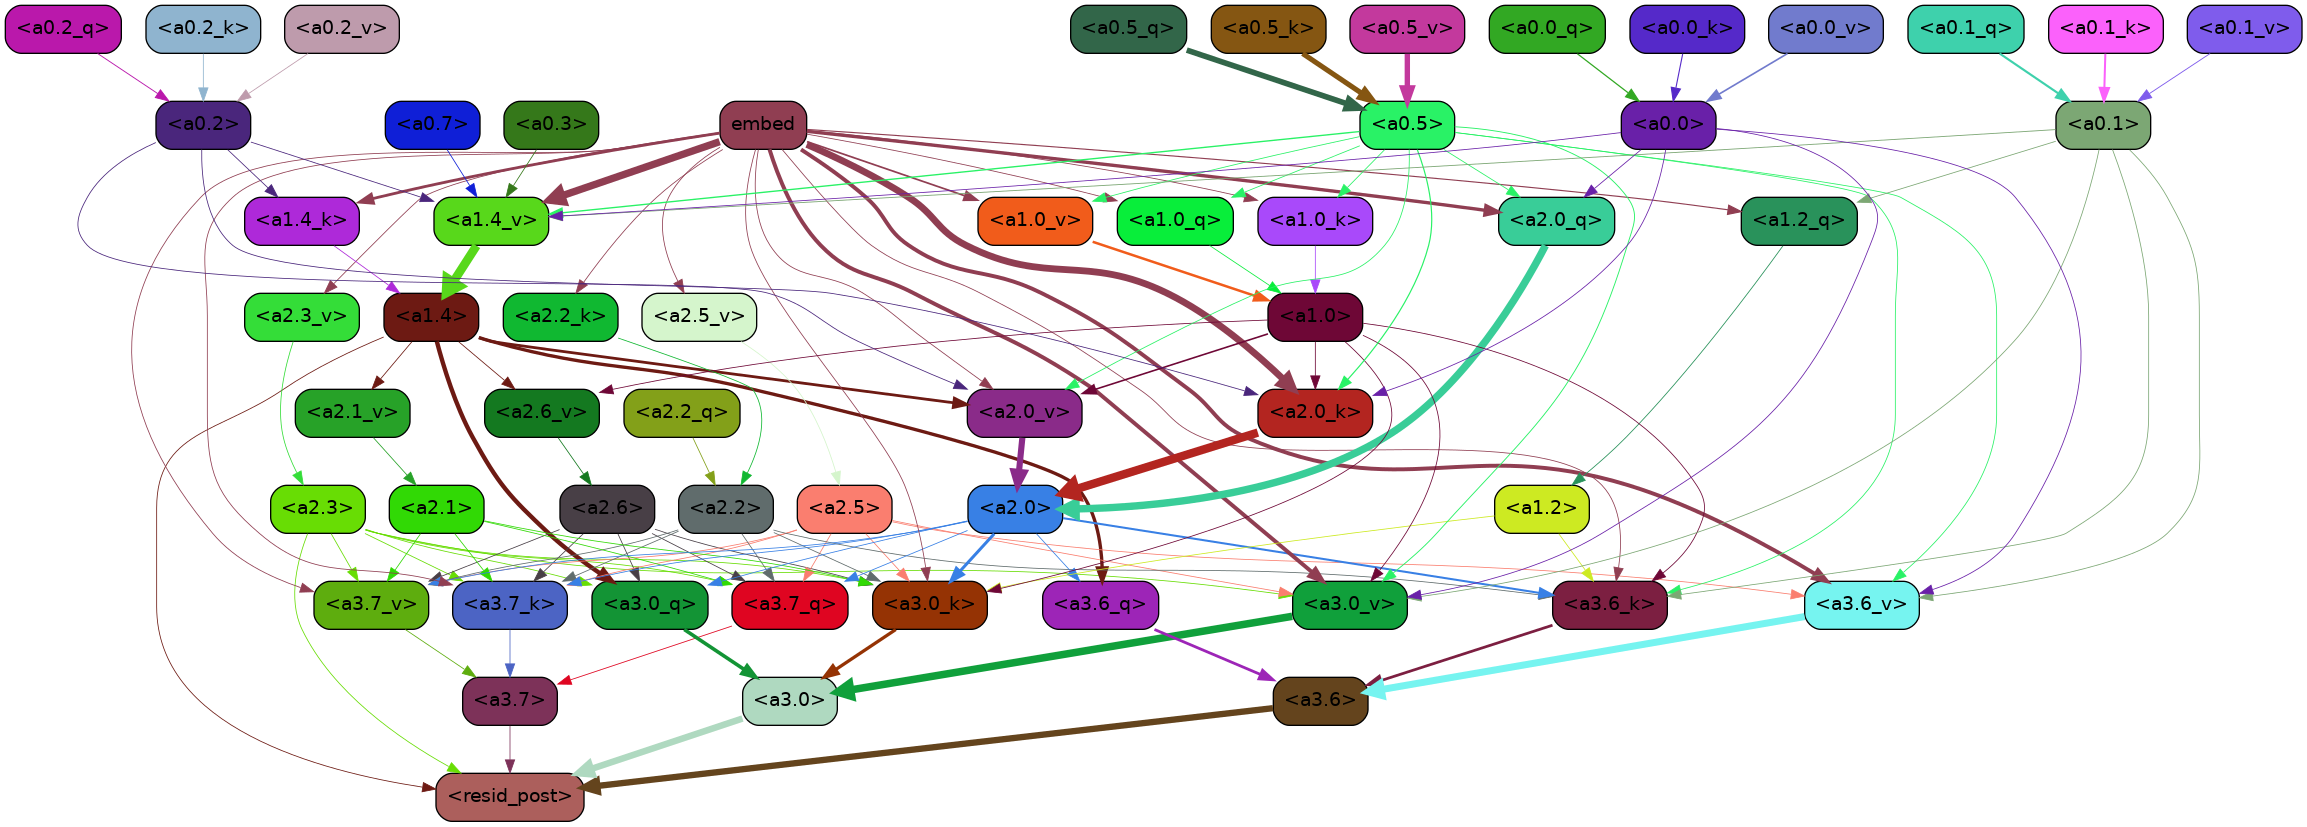 <a0.2_q> <a0.2_k> <a0.2_v> <a0.5_q> <a0.5_k> <a0.5_v> <a0.0_q> <a0.0_k> <a0.0_v> <a0.1_q> <a0.1_k> <a0.1_v>
<a0.2> <a0.7> <a0.3> embed <a0.5> <a0.0> <a0.1>
<a1.4_k> <a1.4_v> <a1.0_v> <a1.0_q> <a1.0_k> <a2.0_q> <a1.2_q>
<a2.3_v> <a1.4> <a2.2_k> <a2.5_v> <a1.0>
<a2.1_v> <a2.6_v> <a2.2_q> <a2.0_v> <a2.0_k>
<a2.3> <a2.1> <a2.6> <a2.2> <a2.5> <a2.0> <a1.2>
<a3.7_v> <a3.7_k> <a3.0_q> <a3.7_q> <a3.0_k> <a3.6_q> <a3.0_v> <a3.6_k> <a3.6_v>
<a3.7> <a3.0> <a3.6>
<resid_post>